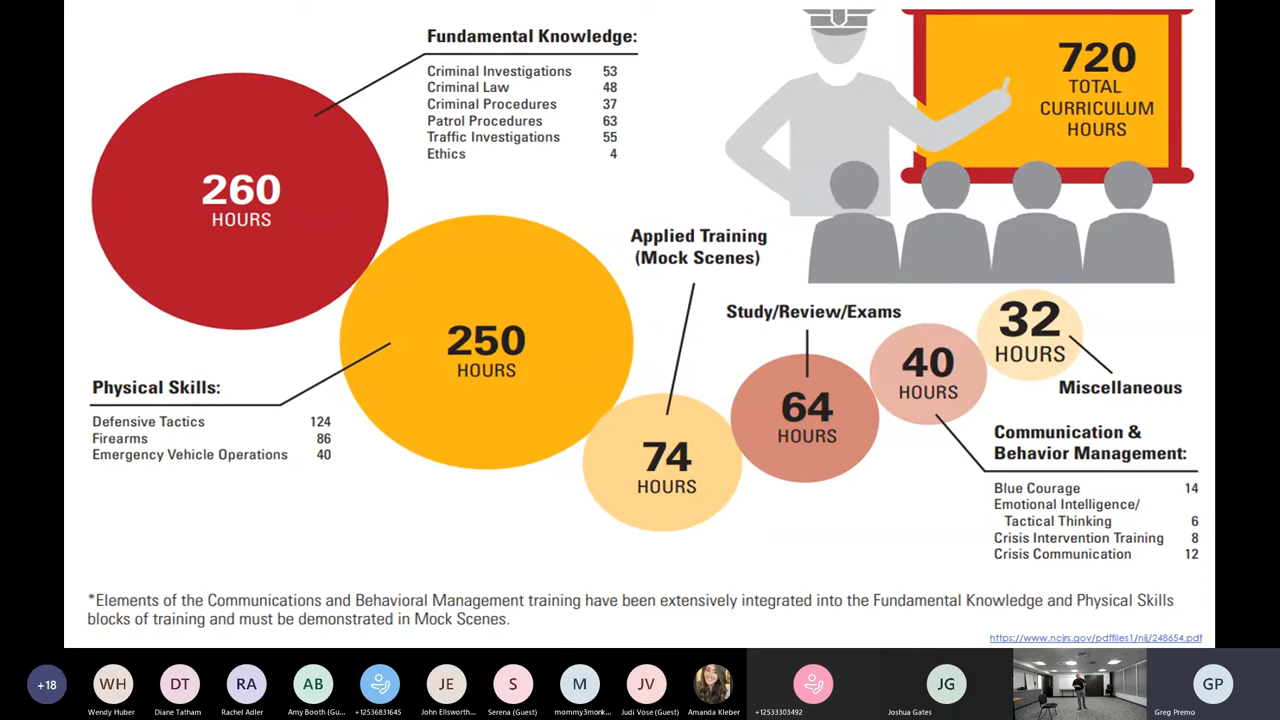 Fundamental Knowledge:
Criminal Investigations 53
Criminal Law 48
Criminal Procedures 37
Patrol Procedures 63
Traffic Investigations 55
Ethics 4
720
TOTAL
CURRICULUM
HOURS
260
HOURS
Applied Training
(Mock Scenes)
250
HOURS
Physical Skills:
Defensive Tactics 124
Firearms 86
Emergency Vehicle Operations 40
74
HOURS
Study/Review/Exams
64
HOURS
40
HOURS
32
HOURS
Miscellaneous
Communication &
Behavior Management:
Blue Courage 14
Emotional Intelligence/
Tactical Thinking 6
Crisis Intervention Training 8
Crisis Communication 12
*Elements of the Communications and Behavioral Management training have been extensively integrated into the Fundamental Knowledge and Physical Skills
blocks of training and must be demonstrated in Mock Scenes.
https://www.ncjrs.gov/pdffiles1/nij/248654.pdf
+18
WH
DT
RA
AB
JE
S
M
JV
JG
GP
Wendy Huber
Diane Tatham
Rachel Adler
Amy Booth (Gu...
+12536831645
John Ellsworth...
Serena (Guest)
mommy3monk...
Judi Vose (Guest)
Amanda Kleber
+12533303492
Joshua Gates
Greg Premo